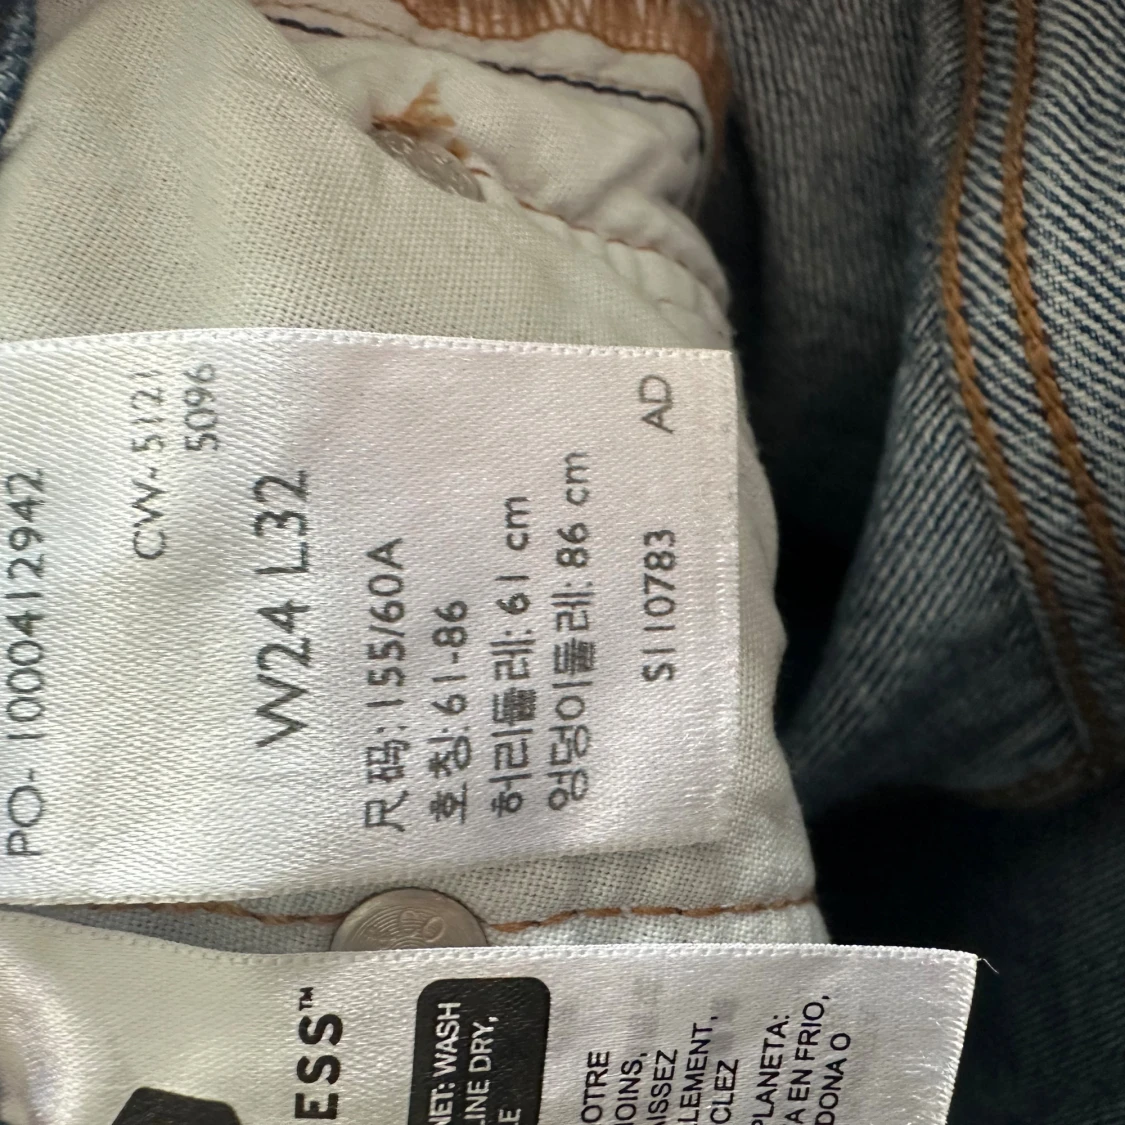 PO- 1000412942
CW- 5121
5096
W24 L32
尺码: 155/60A
호칭: 61-86
허리둘레: 61 cm
엉덩이둘레: 86 cm
S110783 AD
ESS™
NET: WASH
LINE DRY,
E
OTRE
OINS,
AISSEZ
LEMENT,
CLEZ
PLANETA:
A EN FRIO,
DONA O